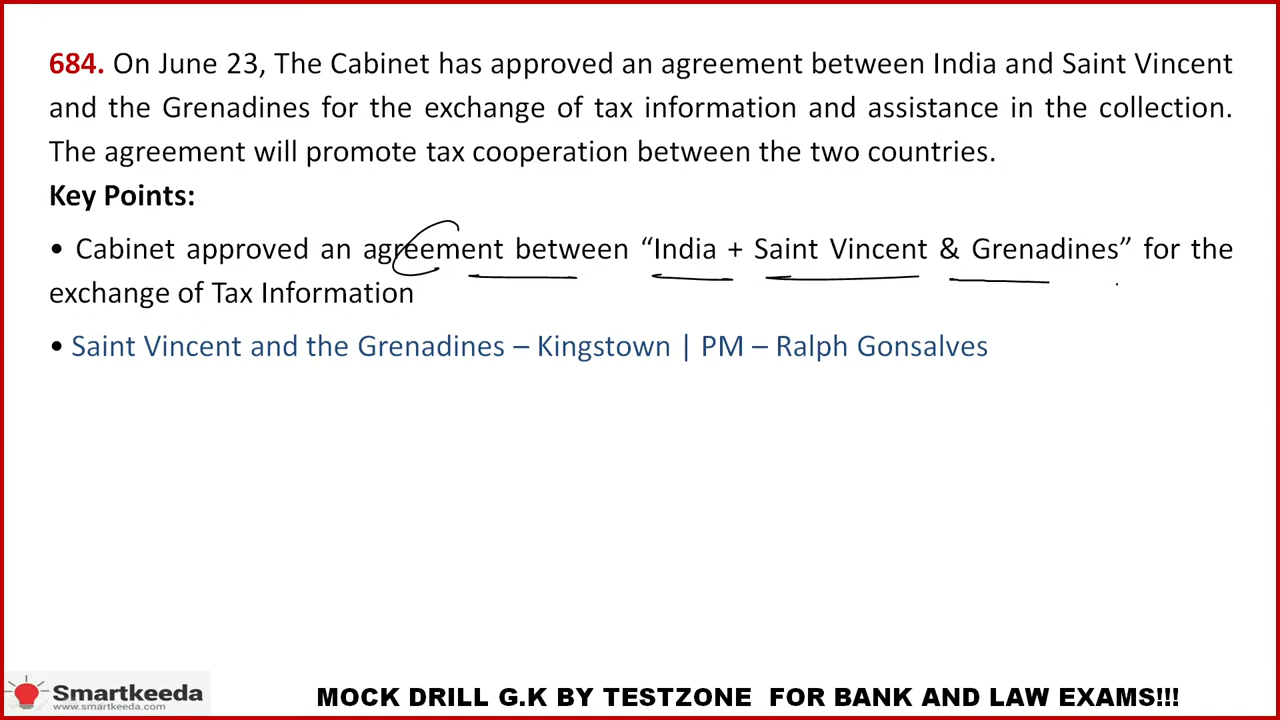 684. On June 23, The Cabinet has approved an agreement between India and Saint Vincent
and the Grenadines for the exchange of tax information and assistance in the collection.
The agreement will promote tax cooperation between the two countries.
Key Points:
• Cabinet approved an agreement between “India + Saint Vincent & Grenadines” for the
exchange of Tax Information
• Saint Vincent and the Grenadines – Kingstown | PM – Ralph Gonsalves
Smartkeeda
www.smartkeeda.com
MOCK DRILL G.K BY TESTZONE FOR BANK AND LAW EXAMS!!!